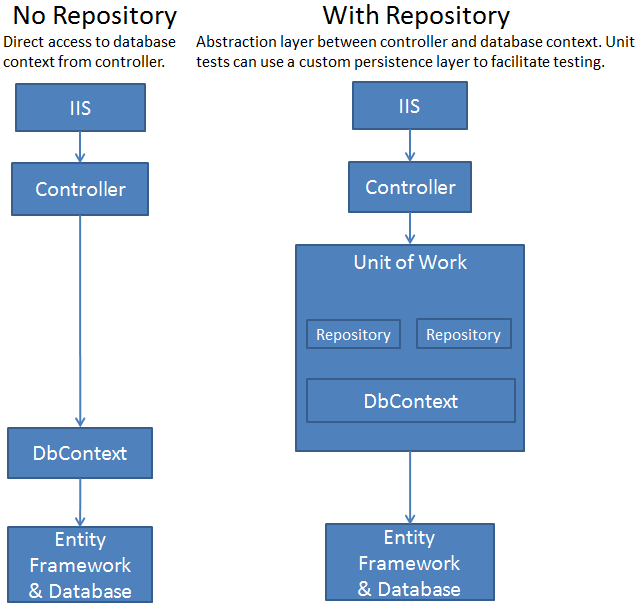 No Repository
Direct access to database
context from controller.
IIS
Controller
DbContext
Entity
Framework
& Database
With Repository
Abstraction layer between controller and database context. Unit
tests can use a custom persistence layer to facilitate testing.
IIS
Controller
Unit of Work
Repository
Repository
DbContext
Entity
Framework
& Database